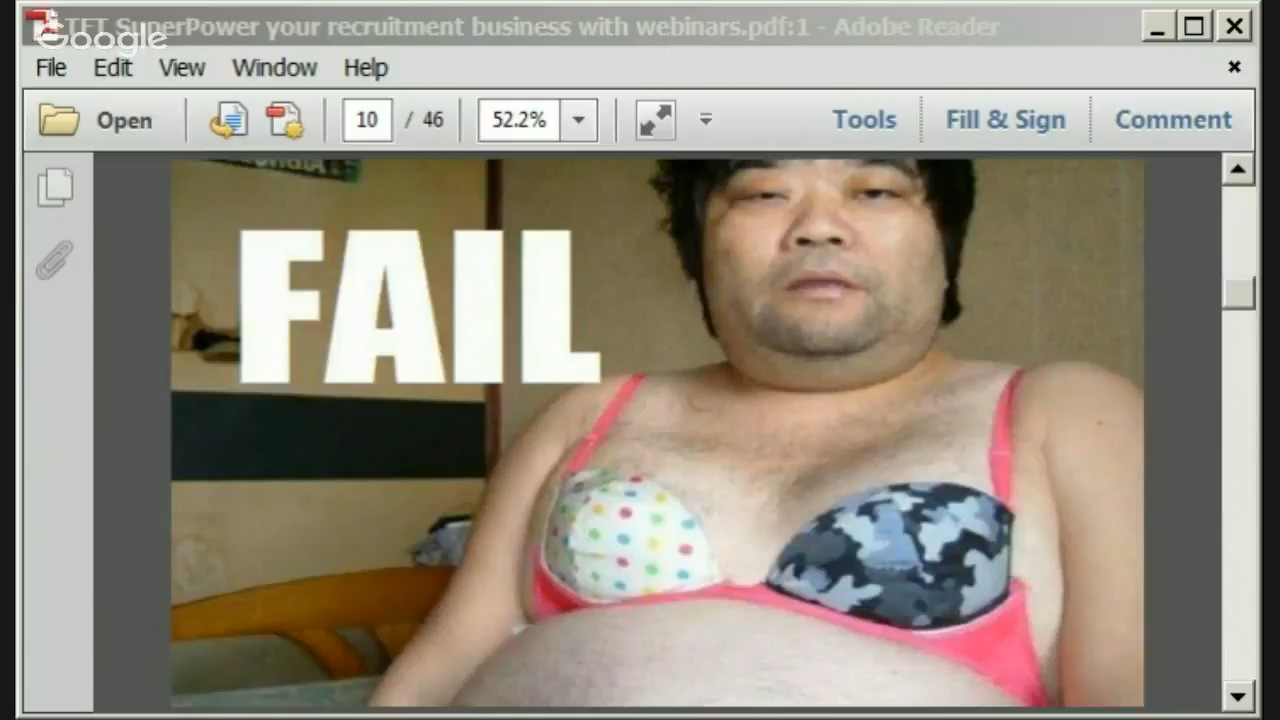 TFT SuperPower your recruitment business with webinars.pdf:1 - Adobe Reader
Google
File Edit View Window Help
Open 10 / 46 52.2% Tools Fill & Sign Comment
FAIL